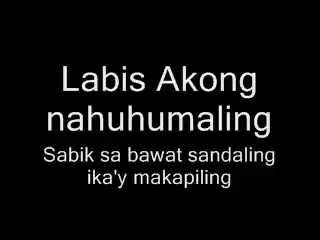 Labis Akong
nahuhumaling
Sabik sa bawat sandaling
ika'y makapiling